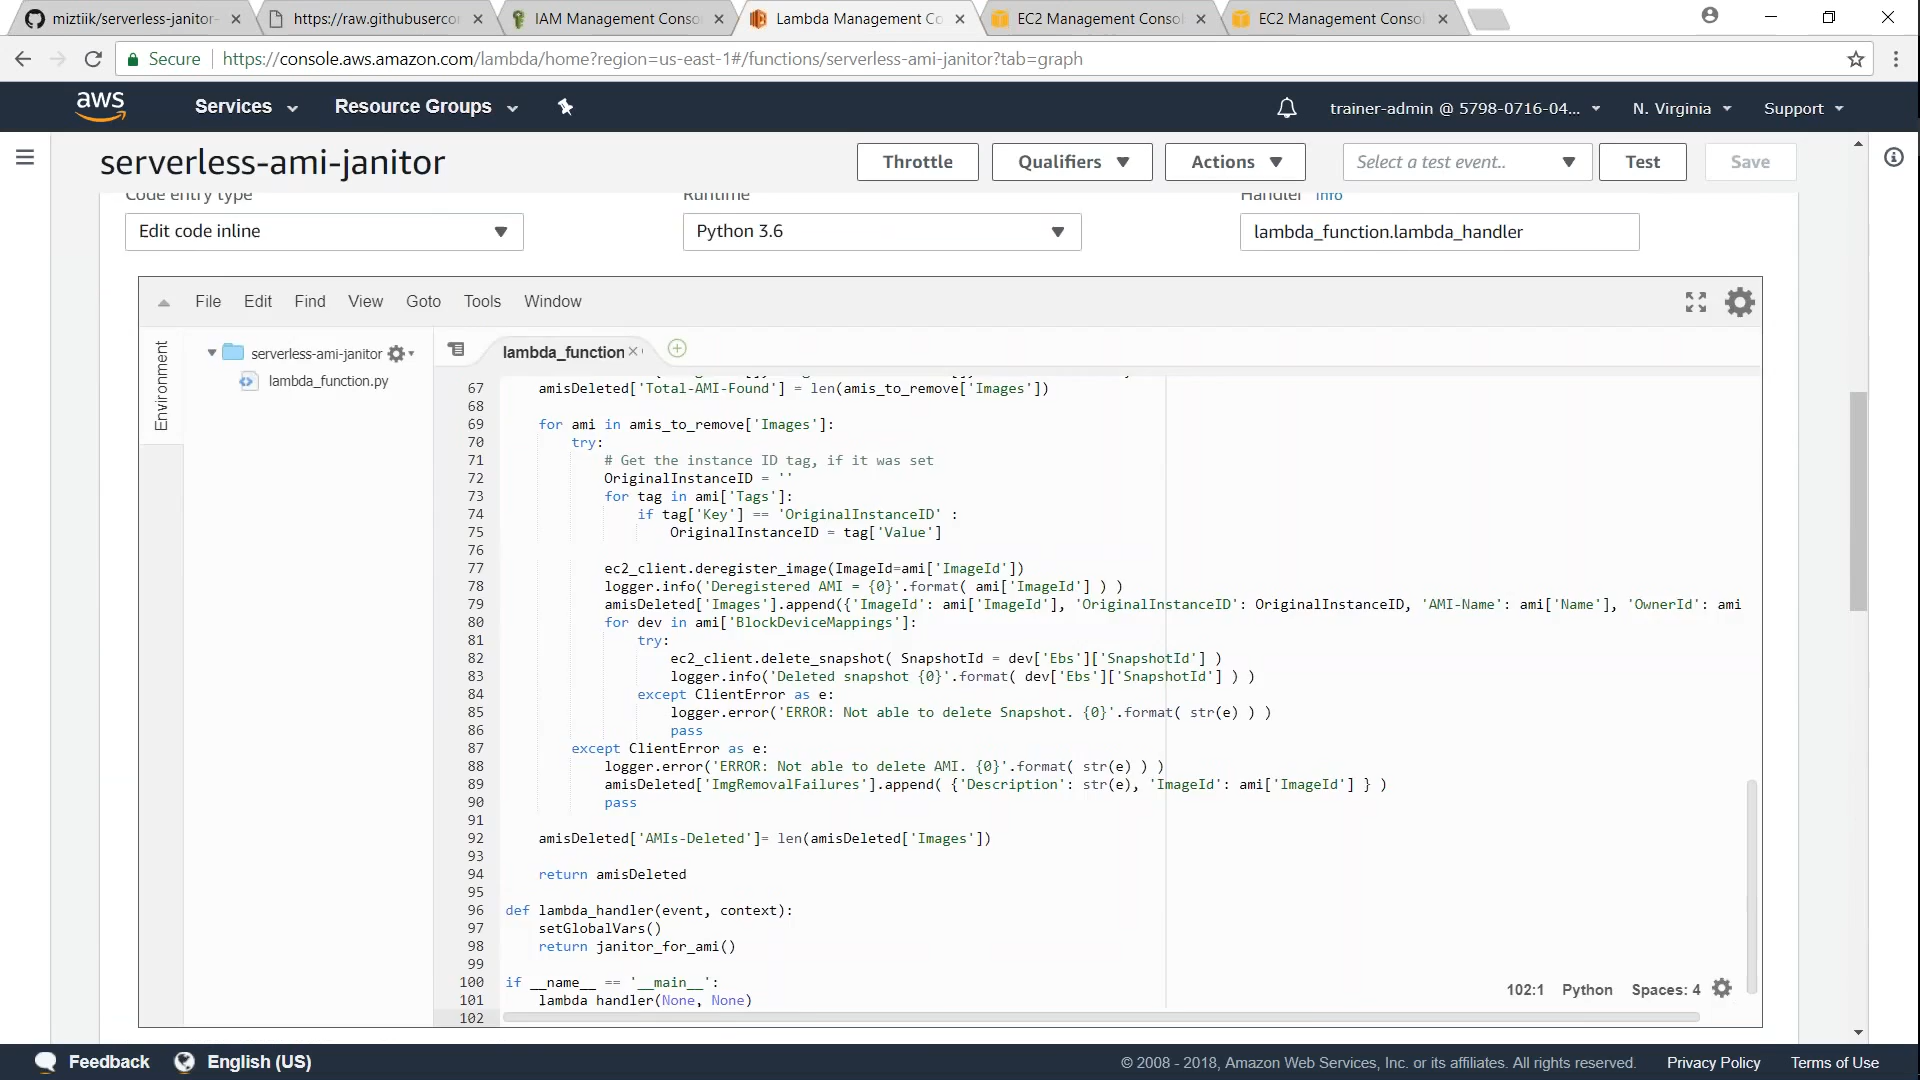 miztiik/serverless-janitor-
https://raw.githubuserco
IAM Management Conso
Lambda Management Co
EC2 Management Consol
EC2 Management Consol
Secure
https://console.aws.amazon.com/lambda/home?region=us-east-1#/functions/serverless-ami-janitor?tab=graph
aws
Services
Resource Groups
trainer-admin @ 5798-0716-04...
N. Virginia
Support
serverless-ami-janitor
Throttle
Qualifiers
Actions
Select a test event..
Test
Save
Code entry type
Runtime
Handler Info
Edit code inline
Python 3.6
lambda_function.lambda_handler
File Edit Find View Goto Tools Window
Environment
serverless-ami-janitor
lambda_function.py
lambda_function
67 amisDeleted['Total-AMI-Found'] = len(amis_to_remove['Images'])
68
69 for ami in amis_to_remove['Images']:
70 try:
71 # Get the instance ID tag, if it was set
72 OriginalInstanceID = ''
73 for tag in ami['Tags']:
74 if tag['Key'] == 'OriginalInstanceID' :
75 OriginalInstanceID = tag['Value']
76
77 ec2_client.deregister_image(ImageId=ami['ImageId'])
78 logger.info('Deregistered AMI = {0}'.format( ami['ImageId'] ) )
79 amisDeleted['Images'].append({'ImageId': ami['ImageId'], 'OriginalInstanceID': OriginalInstanceID, 'AMI-Name': ami['Name'], 'OwnerId': ami
80 for dev in ami['BlockDeviceMappings']:
81 try:
82 ec2_client.delete_snapshot( SnapshotId = dev['Ebs']['SnapshotId'] )
83 logger.info('Deleted snapshot {0}'.format( dev['Ebs']['SnapshotId'] ) )
84 except ClientError as e:
85 logger.error('ERROR: Not able to delete Snapshot. {0}'.format( str(e) ) )
86 pass
87 except ClientError as e:
88 logger.error('ERROR: Not able to delete AMI. {0}'.format( str(e) ) )
89 amisDeleted['ImgRemovalFailures'].append( {'Description': str(e), 'ImageId': ami['ImageId'] } )
90 pass
91
92 amisDeleted['AMIs-Deleted']= len(amisDeleted['Images'])
93
94 return amisDeleted
95
96 def lambda_handler(event, context):
97 setGlobalVars()
98 return janitor_for_ami()
99
100 if __name__ == '__main__':
101 lambda handler(None, None)
102
102:1 Python Spaces: 4
Feedback
English (US)
© 2008 - 2018, Amazon Web Services, Inc. or its affiliates. All rights reserved.
Privacy Policy
Terms of Use